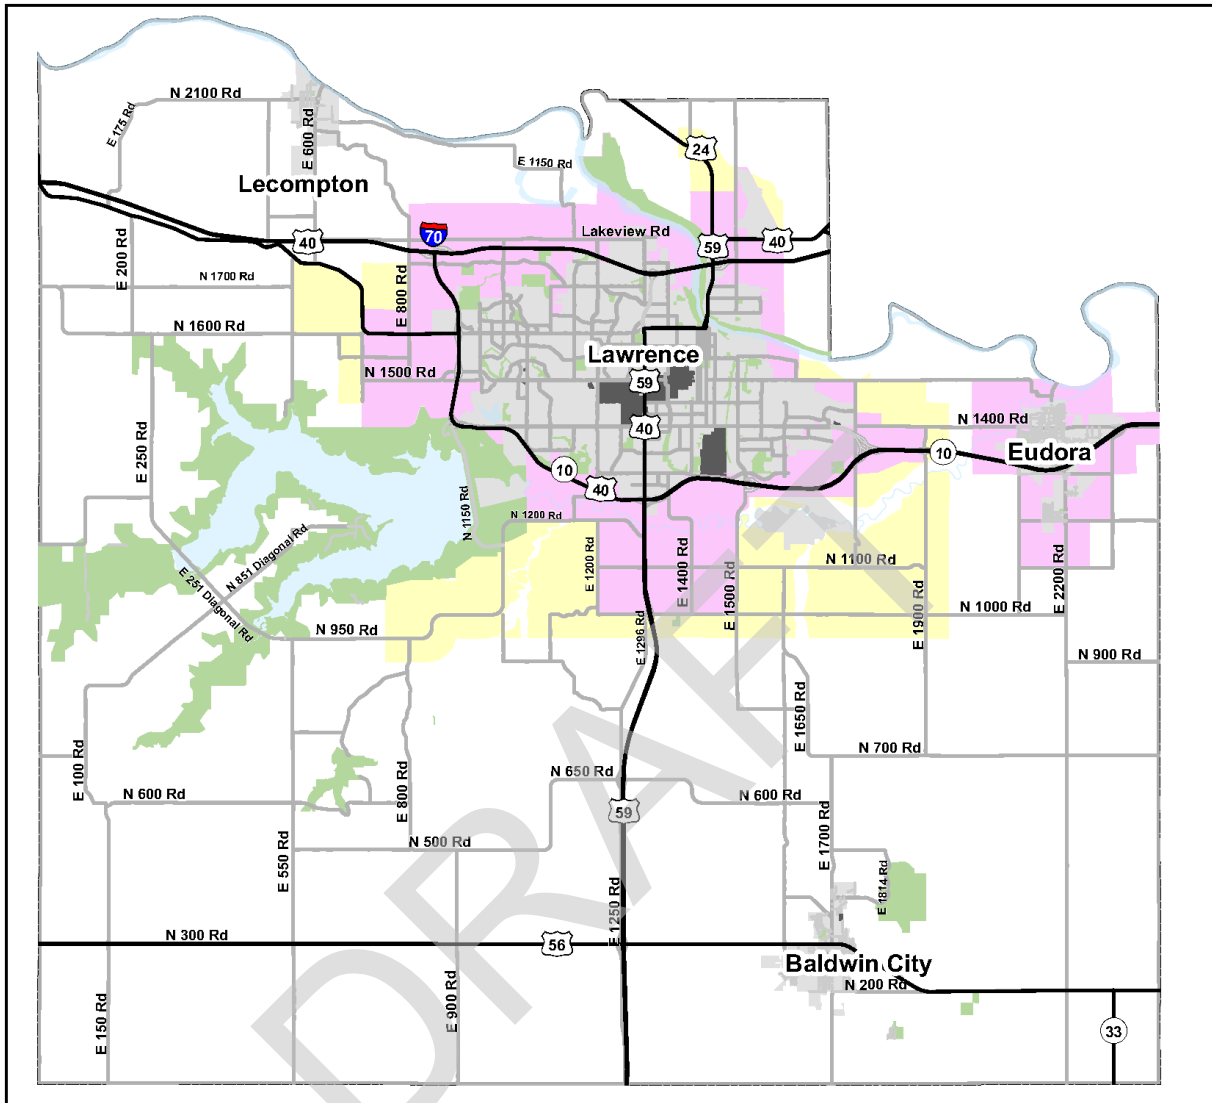 N 2100 Rd
E 175 Rd
E 600 Rd
24
E 1150 Rd
Lecompton
Lakeview Rd
70
40
59
40
E 200 Rd
N 1700 Rd
E 800 Rd
N 1600 Rd
Lawrence
N 1500 Rd
59
N 1400 Rd
40
E 250 Rd
Eudora
10
10
40
N 1150 Rd
N 1200 Rd
N 851 Diagonal Rd
E 251 Diagonal Rd
E 1200 Rd
E 1400 Rd
E 1500 Rd
N 1100 Rd
E 1900 Rd
E 2200 Rd
N 1000 Rd
N 950 Rd
E 1296 Rd
N 900 Rd
E 1650 Rd
N 700 Rd
E 100 Rd
N 650 Rd
E 800 Rd
N 600 Rd
N 600 Rd
59
E 1700 Rd
N 500 Rd
E 550 Rd
E 1814 Rd
E 1250 Rd
N 300 Rd
56
Baldwin City
N 200 Rd
E 150 Rd
E 900 Rd
33
DRAFT